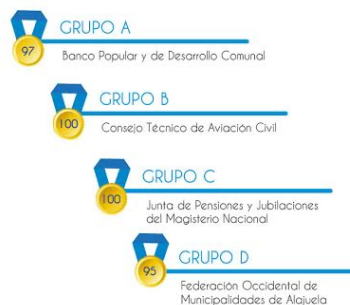 GRUPO A
97
Banco Popular y de Desarrollo Comunal
GRUPO B
100
Consejo Técnico de Aviación Civil
GRUPO C
100
Junta de Pensiones y Jubilaciones
del Magisterio Nacional
GRUPO D
95
Federación Occidental de
Municipalidades de Alajuela